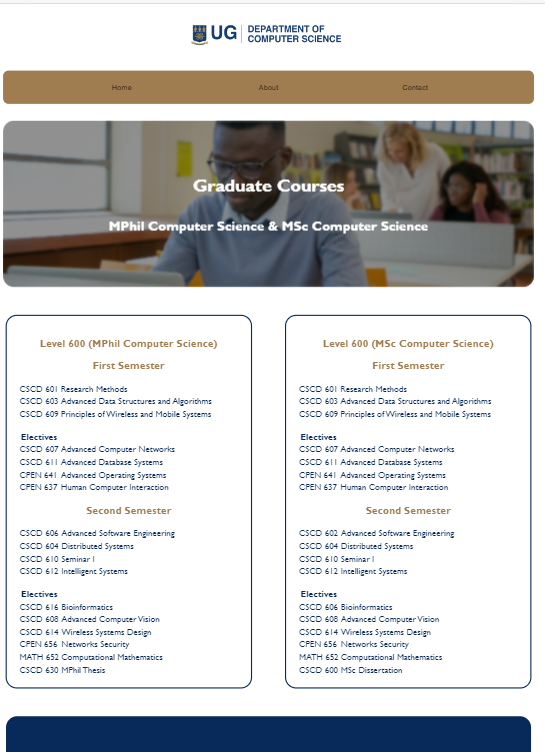 UG DEPARTMENT OF
COMPUTER SCIENCE
Home About Contact
Graduate Courses
MPhil Computer Science & MSc Computer Science
Level 600 (MPhil Computer Science)
First Semester
CSCD 601 Research Methods
CSCD 603 Advanced Data Structures and Algorithms
CSCD 609 Principles of Wireless and Mobile Systems
Electives
CSCD 607 Advanced Computer Networks
CSCD 611 Advanced Database Systems
CPEN 641 Advanced Operating Systems
CPEN 637 Human Computer Interaction
Second Semester
CSCD 606 Advanced Software Engineering
CSCD 604 Distributed Systems
CSCD 610 Seminar I
CSCD 612 Intelligent Systems
Electives
CSCD 616 Bioinformatics
CSCD 608 Advanced Computer Vision
CSCD 614 Wireless Systems Design
CPEN 656 Networks Security
MATH 652 Computational Mathematics
CSCD 630 MPhil Thesis
Level 600 (MSc Computer Science)
First Semester
CSCD 601 Research Methods
CSCD 603 Advanced Data Structures and Algorithms
CSCD 609 Principles of Wireless and Mobile Systems
Electives
CSCD 607 Advanced Computer Networks
CSCD 611 Advanced Database Systems
CPEN 641 Advanced Operating Systems
CPEN 637 Human Computer Interaction
Second Semester
CSCD 602 Advanced Software Engineering
CSCD 604 Distributed Systems
CSCD 610 Seminar I
CSCD 612 Intelligent Systems
Electives
CSCD 606 Bioinformatics
CSCD 608 Advanced Computer Vision
CSCD 614 Wireless Systems Design
CPEN 656 Networks Security
MATH 652 Computational Mathematics
CSCD 600 MSc Dissertation